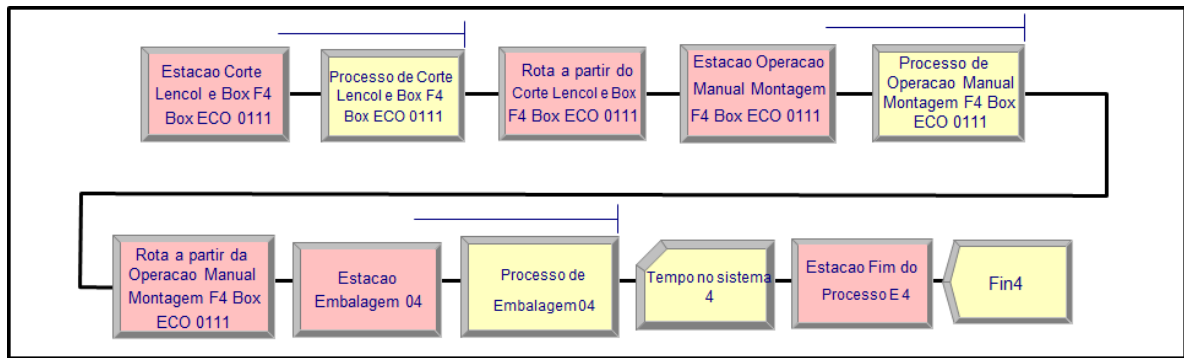 Estacao Corte
Lencol e Box F4
Box ECO 0111
Processo de Corte
Lencol e Box F4
Box ECO 0111
Rota a partir do
Corte Lencol e Box
F4 Box ECO 0111
Estacao Operacao
Manual Montagem
F4 Box ECO 0111
Processo de
Operacao Manual
Montagem F4 Box
ECO 0111
Rota a partir da
Operacao Manual
Montagem F4 Box
ECO 0111
Estacao
Embalagem 04
Processo de
Embalagem 04
Tempo no sistema
4
Estacao Fim do
Processo E 4
Fin4